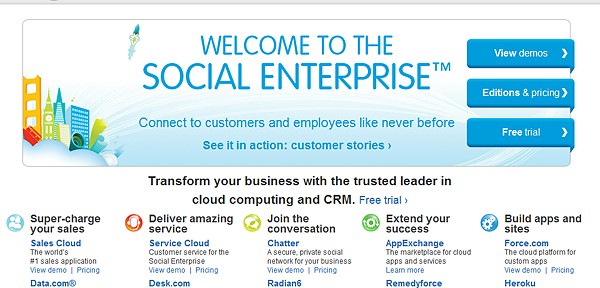 WELCOME TO THE
SOCIAL ENTERPRISE™
Connect to customers and employees like never before
See it in action: customer stories ›
View demos ❯
Editions & pricing ❯
Free trial ❯
Transform your business with the trusted leader in
cloud computing and CRM. Free trial ›
Super-charge
your sales
Sales Cloud
The world's
#1 sales application
View demo | Pricing
Data.com®
Deliver amazing
service
Service Cloud
Customer service for the
Social Enterprise
View demo | Pricing
Desk.com
Join the
conversation
Chatter
A secure, private social
network for your business
View demo | Pricing
Radian6
Extend your
success
AppExchange
The marketplace for cloud
apps and services
Learn more
Remedyforce
Build apps and
sites
Force.com
The cloud platform for
custom apps
View demo | Pricing
Heroku